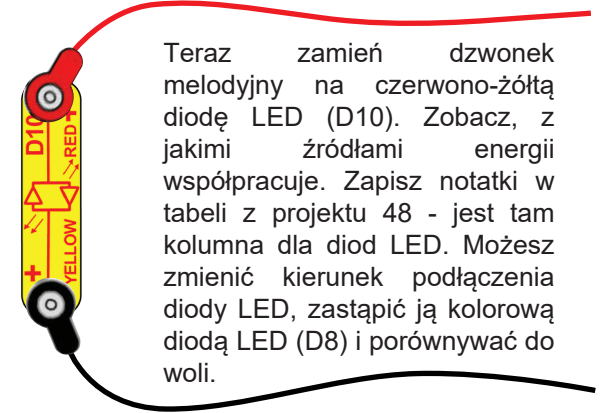 Teraz zamień dzwonek
melodyjny na czerwono-żółtą
diodę LED (D10). Zobacz, z
jakimi źródłami energii
współpracuje. Zapisz notatki w
tabeli z projektu 48 - jest tam
kolumna dla diod LED. Możesz
zmienić kierunek podłączenia
diody LED, zastąpić ją kolorową
diodą LED (D8) i porównywać do
woli.
D10
RED +
+
YELLOW